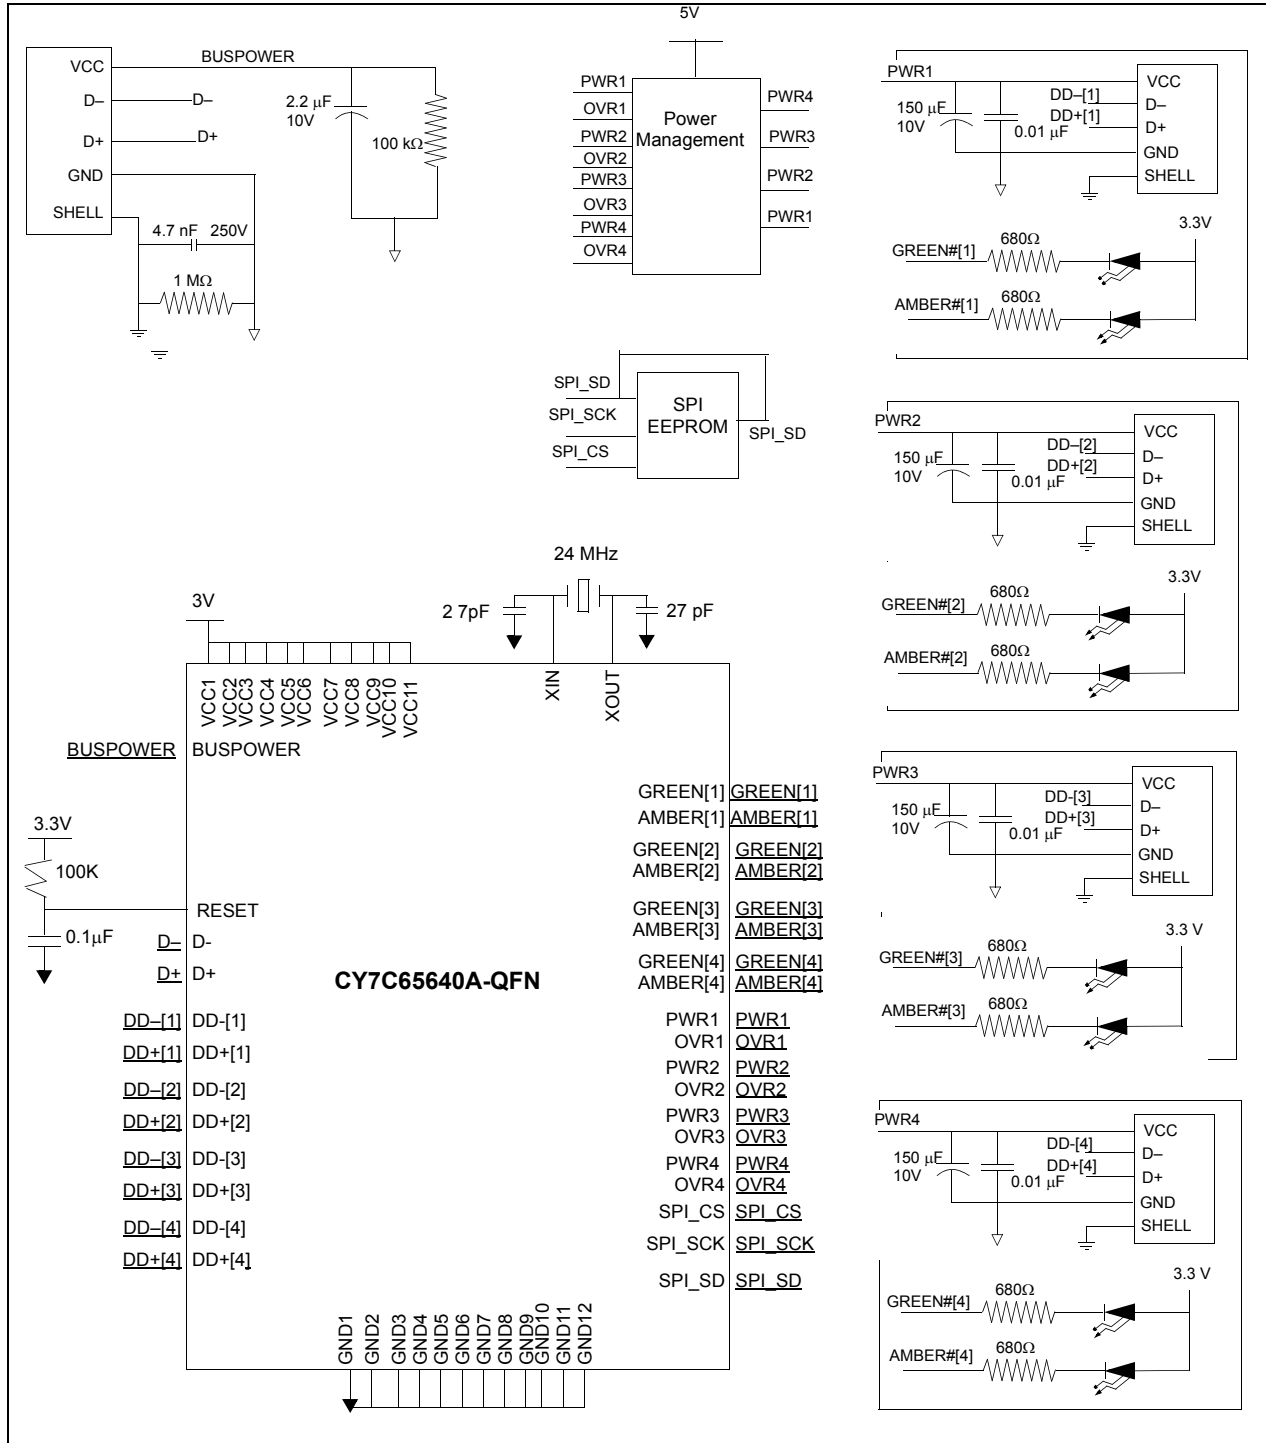 BUSPOWER
VCC
D–
D–
D+
D+
GND
SHELL
2.2 μF
10V
100 kΩ
4.7 nF 250V
1 MΩ
5V
PWR1
OVR1
PWR2
OVR2
PWR3
OVR3
PWR4
OVR4
Power
Management
PWR4
PWR3
PWR2
PWR1
SPI_SD
SPI_SCK
SPI_CS
SPI
EEPROM
SPI_SD
PWR1
150 μF
10V
0.01 μF
DD–[1]
DD+[1]
VCC
D–
D+
GND
SHELL
3.3V
680Ω
GREEN#[1]
680Ω
AMBER#[1]
PWR2
150 μF
10V
0.01 μF
DD–[2]
DD+[2]
VCC
D–
D+
GND
SHELL
3.3V
680Ω
GREEN#[2]
680Ω
AMBER#[2]
PWR3
150 μF
10V
0.01 μF
DD-[3]
DD+[3]
VCC
D–
D+
GND
SHELL
3.3 V
680Ω
GREEN#[3]
680Ω
AMBER#[3]
PWR4
150 μF
10V
0.01 μF
DD-[4]
DD+[4]
VCC
D–
D+
GND
SHELL
3.3 V
680Ω
GREEN#[4]
680Ω
AMBER#[4]
24 MHz
2 7pF
27 pF
3V
VCC1
VCC2
VCC3
VCC4
VCC5
VCC6
VCC7
VCC8
VCC9
VCC10
VCC11
XIN
XOUT
BUSPOWER BUSPOWER
3.3V
100K
RESET
0.1μF
D– D-
D+ D+
DD–[1] DD-[1]
DD+[1] DD+[1]
DD–[2] DD-[2]
DD+[2] DD+[2]
DD–[3] DD-[3]
DD+[3] DD+[3]
DD–[4] DD-[4]
DD+[4] DD+[4]
CY7C65640A-QFN
GREEN[1] GREEN[1]
AMBER[1] AMBER[1]
GREEN[2] GREEN[2]
AMBER[2] AMBER[2]
GREEN[3] GREEN[3]
AMBER[3] AMBER[3]
GREEN[4] GREEN[4]
AMBER[4] AMBER[4]
PWR1 PWR1
OVR1 OVR1
PWR2 PWR2
OVR2 OVR2
PWR3 PWR3
OVR3 OVR3
PWR4 PWR4
OVR4 OVR4
SPI_CS SPI_CS
SPI_SCK SPI_SCK
SPI_SD SPI_SD
GND1
GND2
GND3
GND4
GND5
GND6
GND7
GND8
GND9
GND10
GND11
GND12